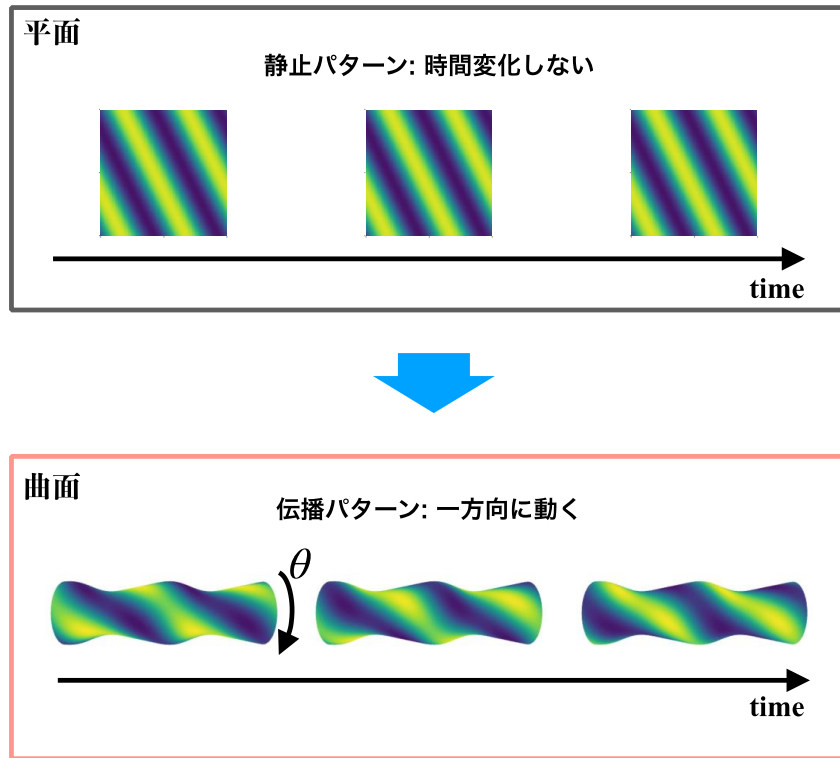 平面
静止パターン: 時間変化しない
time
曲面
伝播パターン: 一方向に動く
θ
time